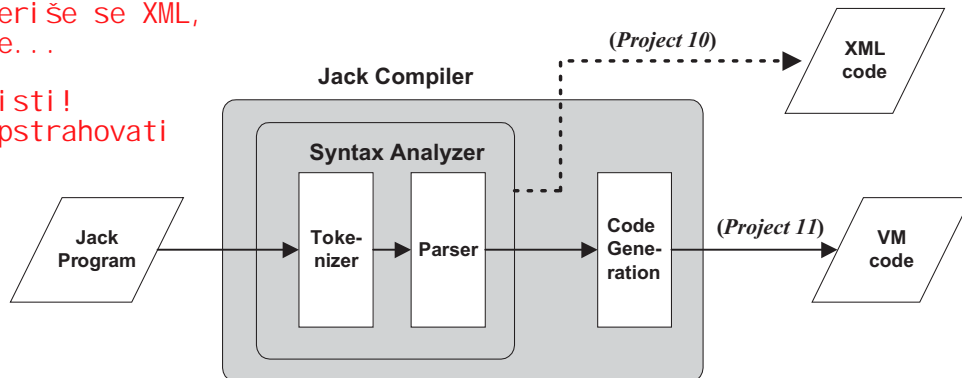 eriše se XML,
e...
isti!
pstrahovati
(Project 10)
XML
code
Jack Compiler
Syntax Analyzer
Jack
Program
Toke-
nizer
Parser
Code
Gene-
ration
(Project 11)
VM
code